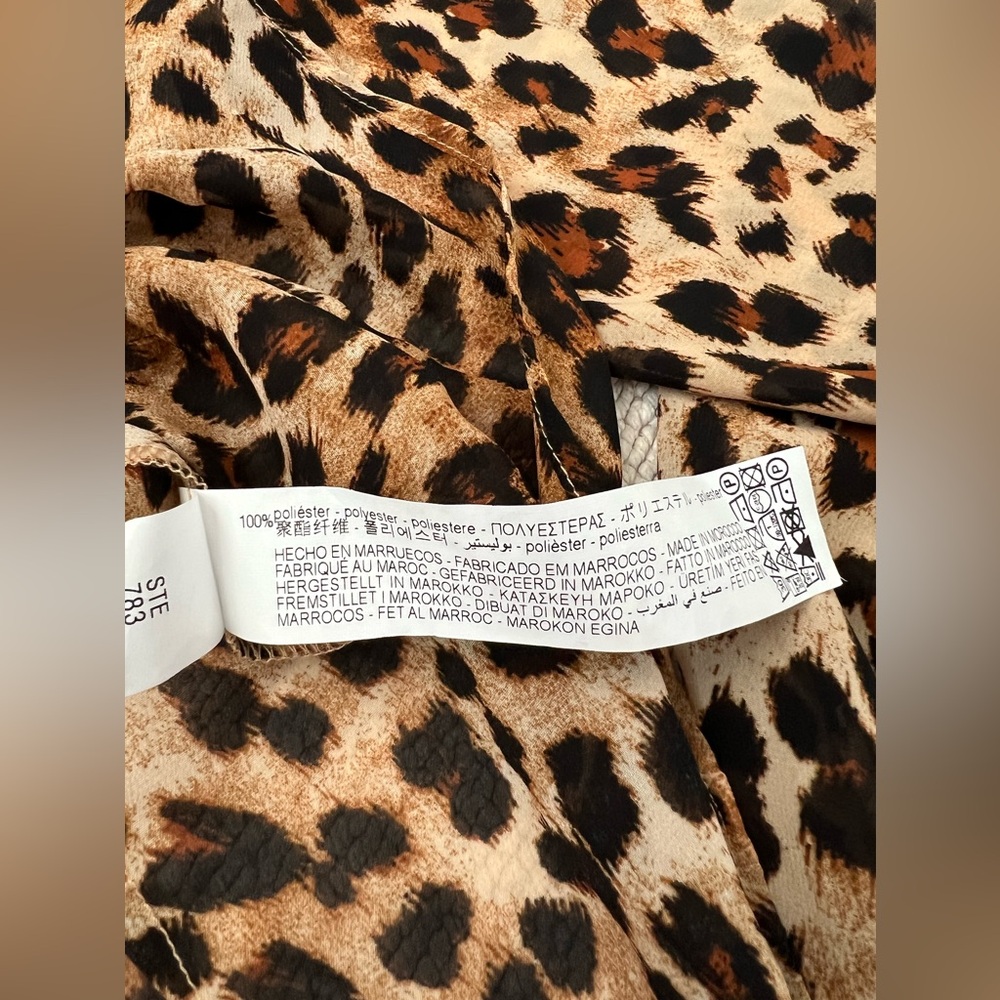 100% poliéster - polyester - poliestere - ΠΟΛΥΕΣΤΕΡΑΣ - ポリエステル - poliester
聚酯纤维 - 폴리에스터 - بوليستير - polièster - poliesterra
HECHO EN MARRUECOS - FABRICADO EM MARROCOS - MADE IN MOROCCO
FABRIQUÉ AU MAROC - GEFABRICEERD IN MAROKKO - FATTO IN MAROCCO
HERGESTELLT IN MAROKKO - ΚΑΤΑΣΚΕΥΗ ΜΑΡΟΚΟ - ÜRETIM YERI FAS
FREMSTILLET I MAROKKO - DIBUAT DI MAROKO - صنع في المغرب - FEITO EN
MARROCOS - FET AL MARROC - MAROKON EGINA
STE
783